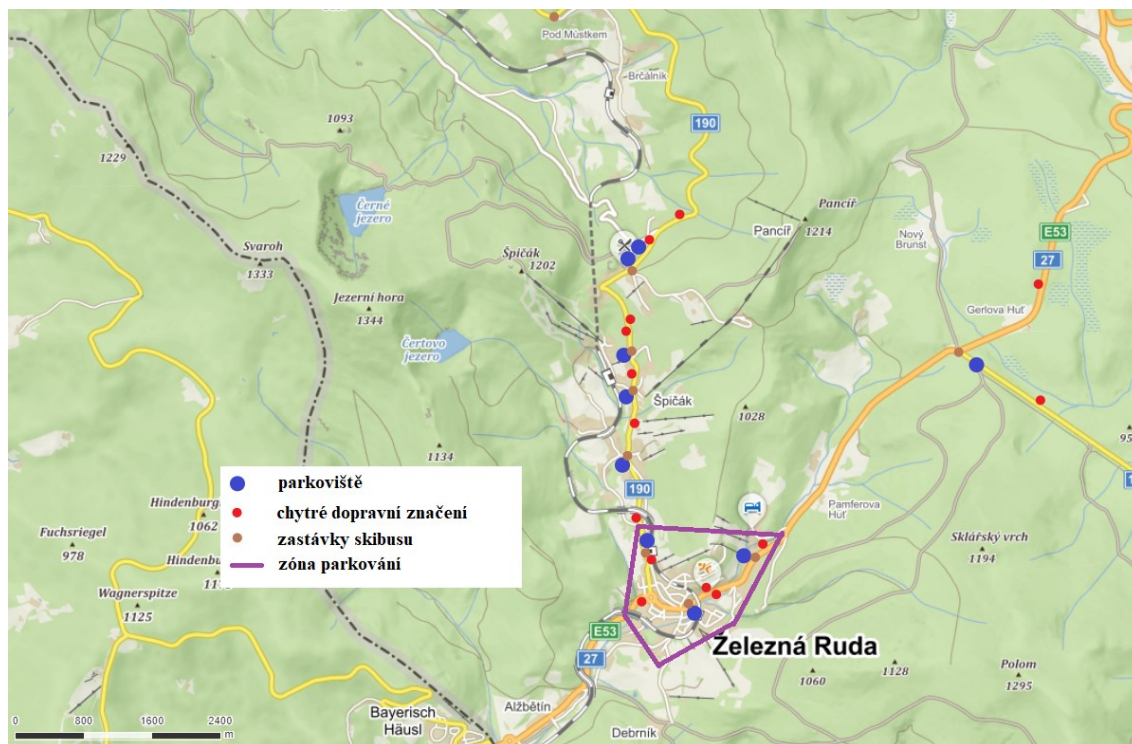 Pod Můstkem
Brčálník
190
1093
1229
Černé
jezero
Pancíř
1214
Pancíř
Nový
Brunst
E53
27
Svaroh
1333
Špičák
1202
Jezerní hora
1344
Gerlova Huť
Čertovo
jezero
Špičák
1028
1134
190
Pamferova
Huť
parkoviště
chytré dopravní značení
zastávky skibusu
zóna parkování
Hindenburg
1062
Fuchsriegel
978
Hindenbu
Wagnerspitze
1125
Sklářský vrch
1194
E53
27
Železná Ruda
1060
1128
Polom
1295
Alžbětín
Bayerisch
Häusl
Debrník
0 800 1600 2400
m